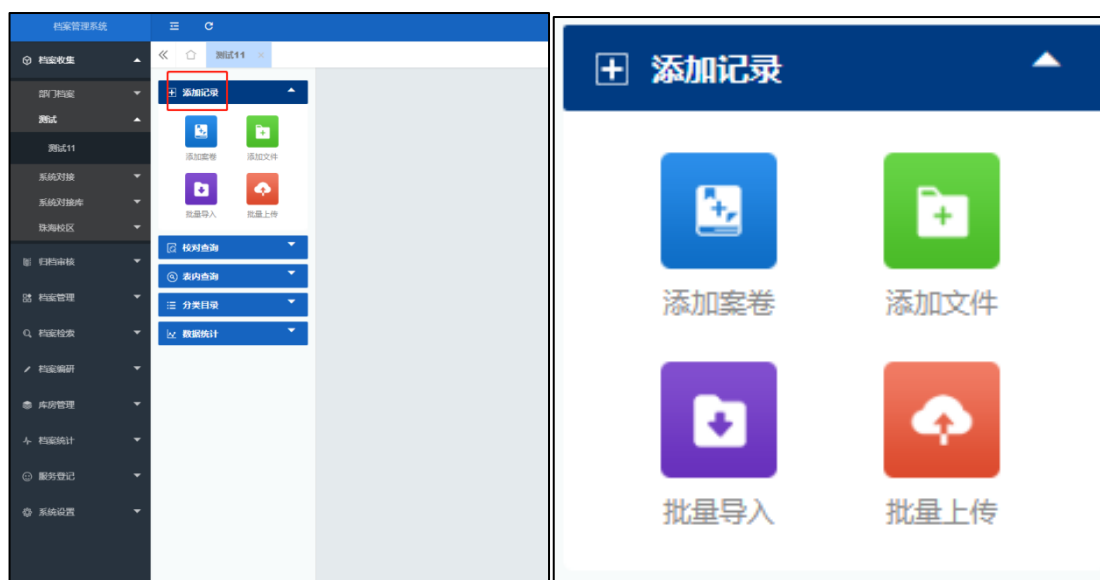 档案管理系统
档案收集
部门档案
测试
测试11
系统对接
系统对接库
珠海校区
归档审核
档案管理
档案检索
档案编研
库房管理
档案统计
服务登记
系统设置
测试11
添加记录
添加案卷 添加文件
批量导入 批量上传
校对查询
表内查询
分类目录
数据统计
添加记录
添加案卷 添加文件
批量导入 批量上传